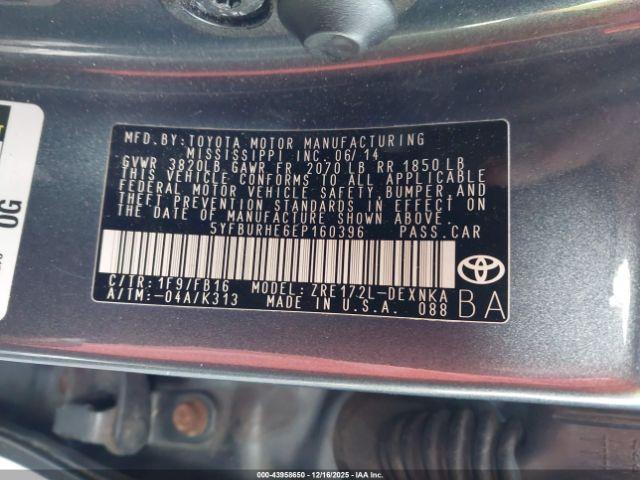 MFD. BY: TOYOTA MOTOR MANUFACTURING
MISSISSIPPI INC. 06/14
GVWR 3820LB GAWR FR 2070 LB RR 1850 LB
THIS VEHICLE CONFORMS TO ALL APPLICABLE
FEDERAL MOTOR VEHICLE SAFETY, BUMPER, AND
THEFT PREVENTION STANDARDS IN EFFECT ON
THE DATE OF MANUFACTURE SHOWN ABOVE.
5YFBURHE6EP160396 PASS.CAR
C/TR: 1F9/FB16 MODEL: ZRE172L-DEXNKA
A/TM:-04A/K313 MADE IN U.S.A. 088
BA
OG
000-43958650 - 12/16/2025 - IAAI.COM